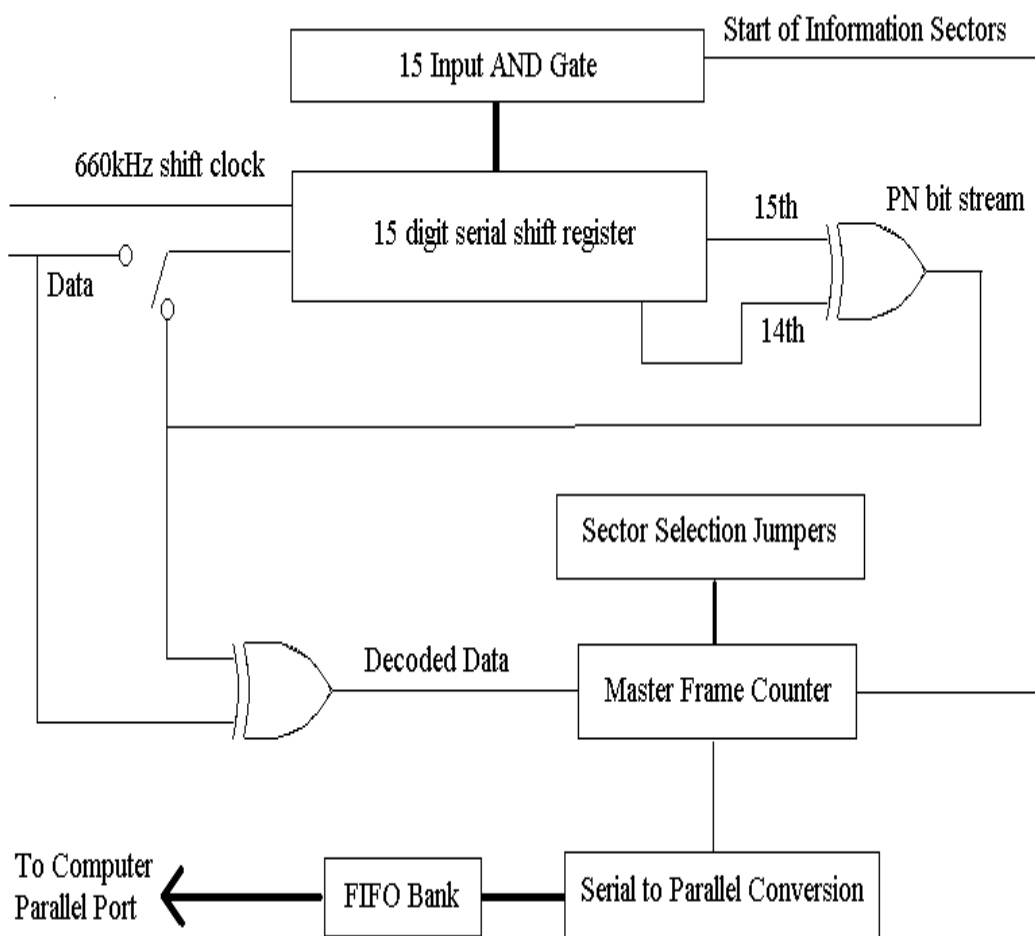 Start of Information Sectors
15 Input AND Gate
660kHz shift clock
15 digit serial shift register
15th
PN bit stream
Data
14th
Sector Selection Jumpers
Decoded Data
Master Frame Counter
To Computer
Parallel Port
FIFO Bank
Serial to Parallel Conversion